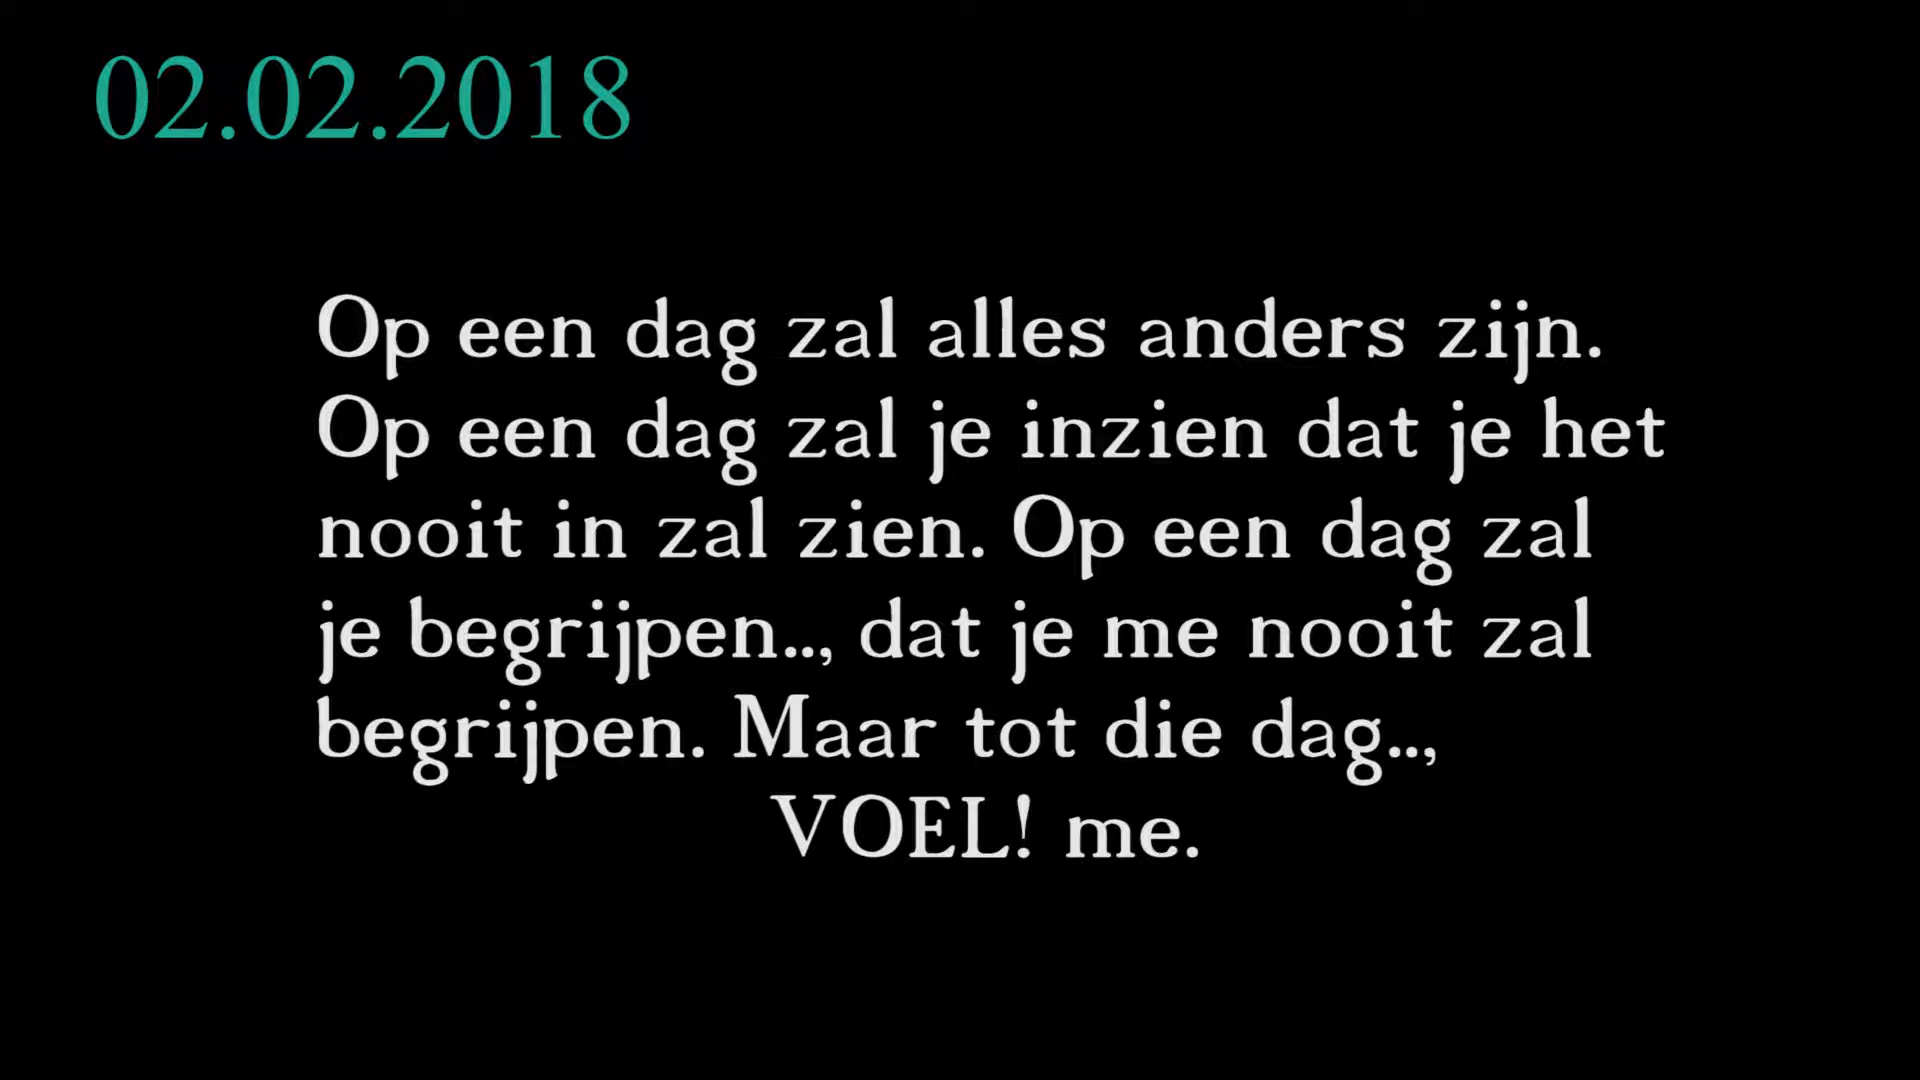 02.02.2018
Op een dag zal alles anders zijn.
Op een dag zal je inzien dat je het
nooit in zal zien. Op een dag zal
je begrijpen.., dat je me nooit zal
begrijpen. Maar tot die dag..,
VOEL! me.